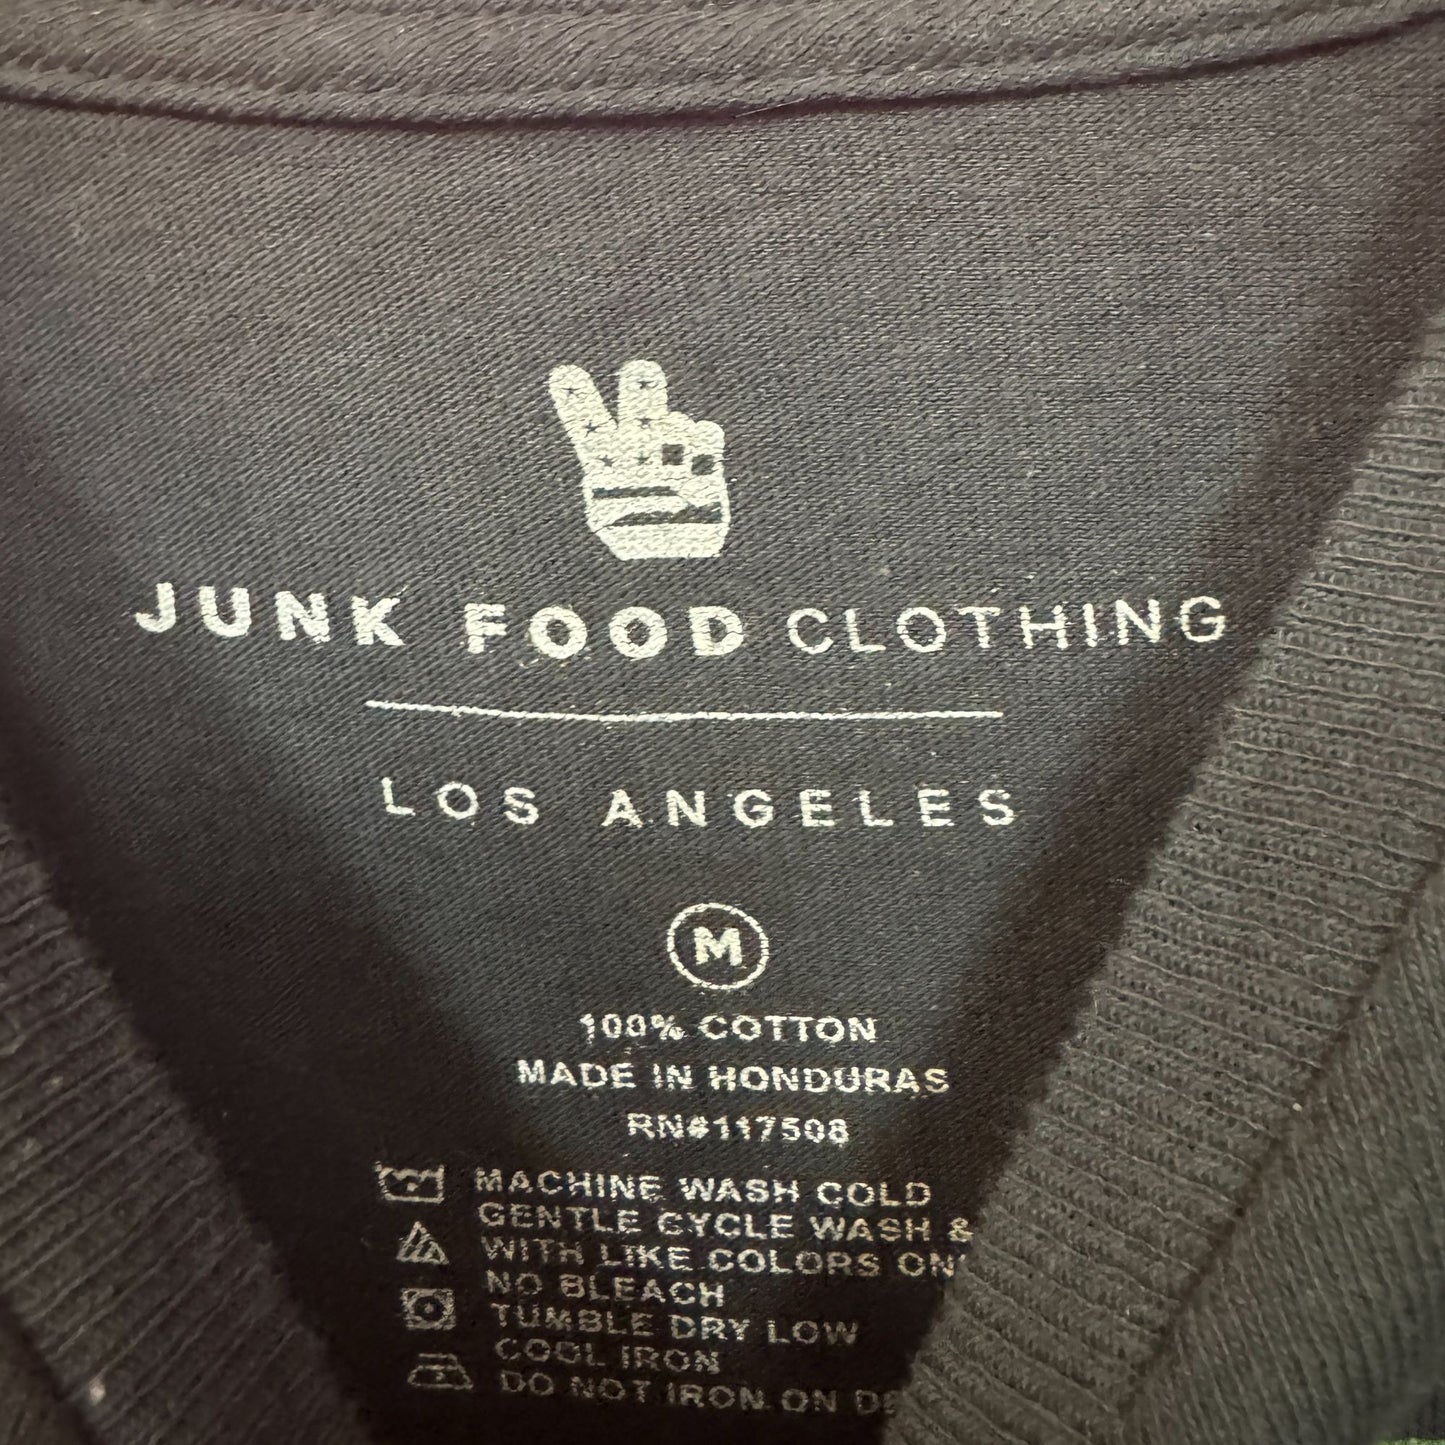 JUNK FOOD CLOTHING
LOS ANGELES
M
100% COTTON
MADE IN HONDURAS
RN#117508
MACHINE WASH COLD
GENTLE CYCLE WASH &
WITH LIKE COLORS
NO BLEACH
TUMBLE DRY LOW
COOL IRON
DO NOT IRON ON